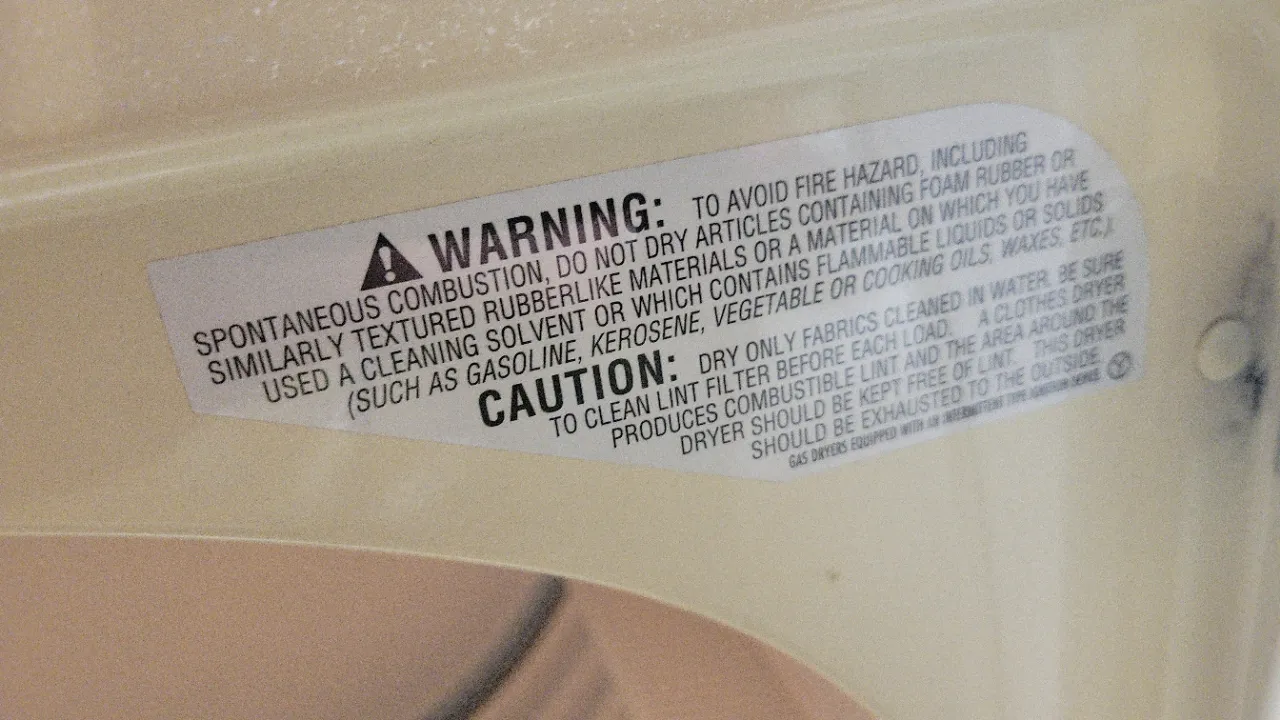 WARNING: TO AVOID FIRE HAZARD, INCLUDING
SPONTANEOUS COMBUSTION, DO NOT DRY ARTICLES CONTAINING FOAM RUBBER OR
SIMILARLY TEXTURED RUBBERLIKE MATERIALS OR A MATERIAL ON WHICH YOU HAVE
USED A CLEANING SOLVENT OR WHICH CONTAINS FLAMMABLE LIQUIDS OR SOLIDS
(SUCH AS GASOLINE, KEROSENE, VEGETABLE OR COOKING OILS, WAXES, ETC.).
CAUTION: DRY ONLY FABRICS CLEANED IN WATER. BE SURE
TO CLEAN LINT FILTER BEFORE EACH LOAD. A CLOTHES DRYER
PRODUCES COMBUSTIBLE LINT AND THE AREA AROUND THE
DRYER SHOULD BE KEPT FREE OF LINT. THIS DRYER
SHOULD BE EXHAUSTED TO THE OUTSIDE.
GAS DRYERS EQUIPPED WITH AN INTERMITTENT TYPE IGNITION DEVICE